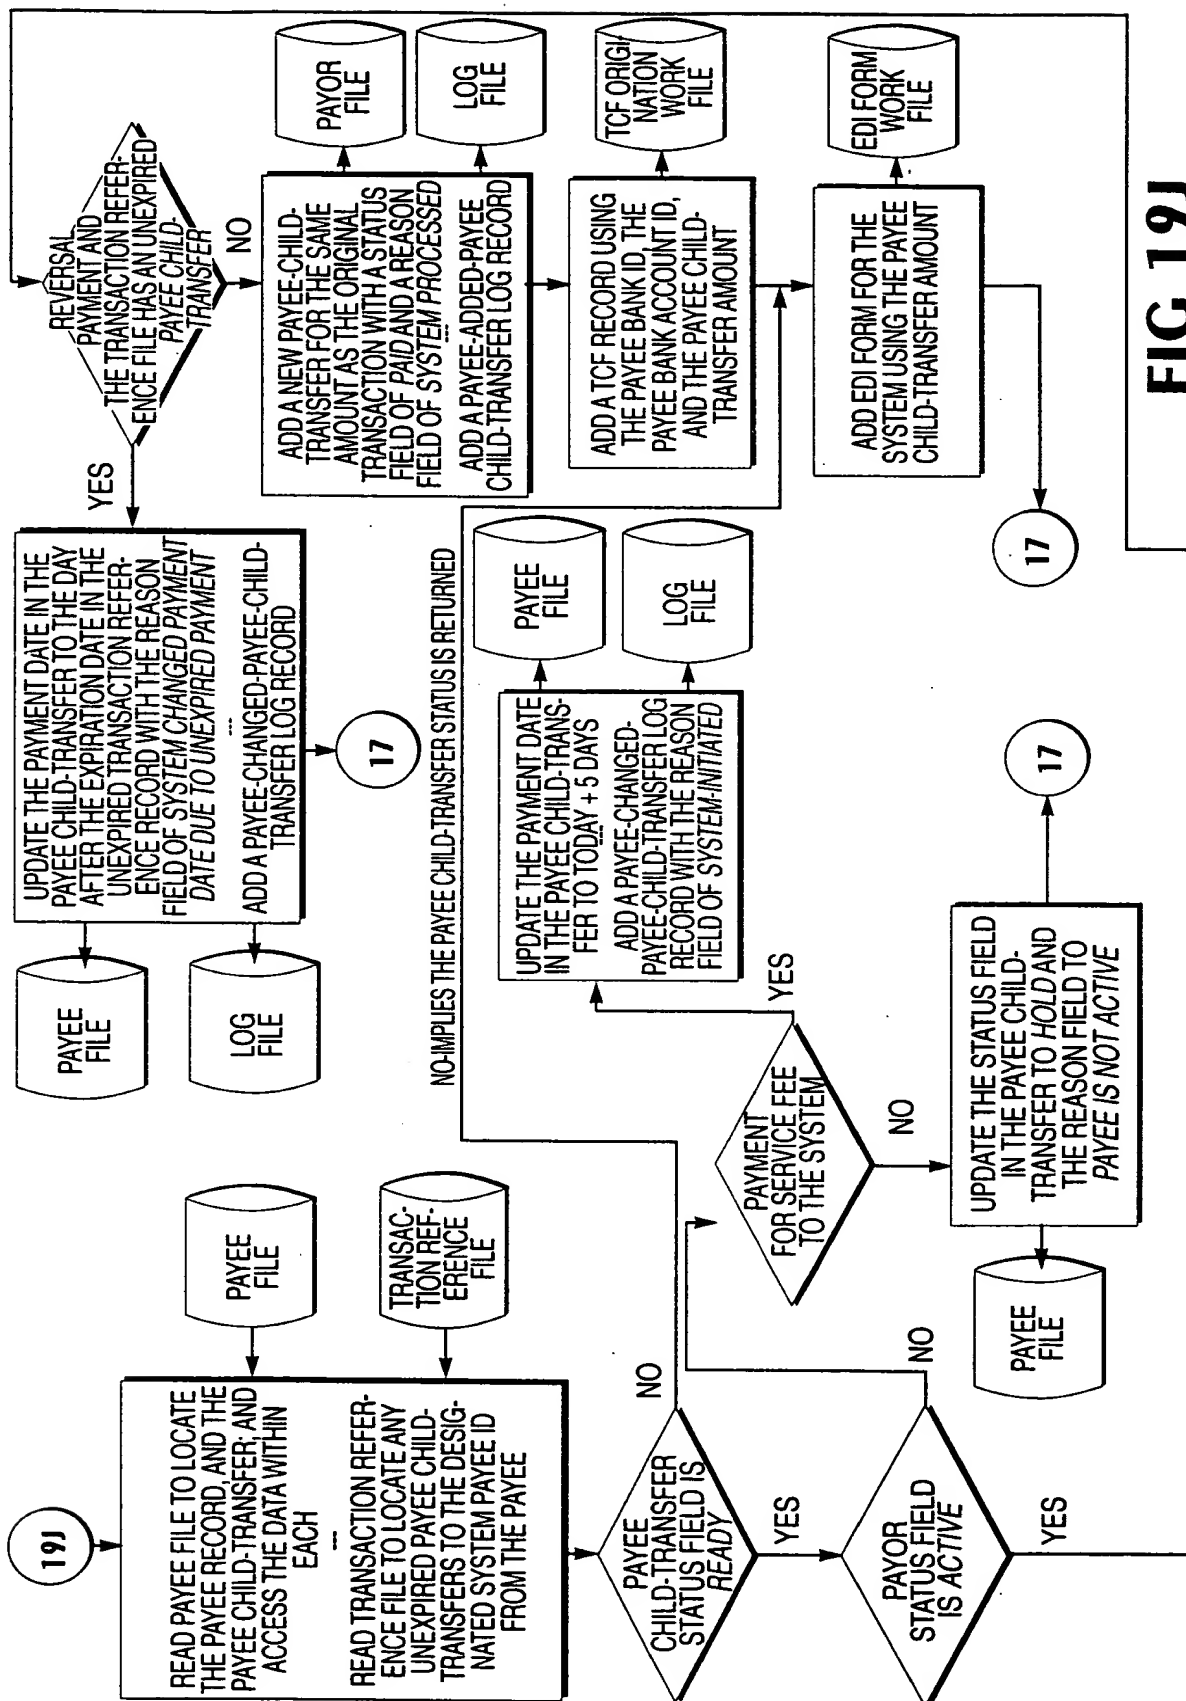 19J
READ PAYEE FILE TO LOCATE
THE PAYEE RECORD, AND THE
PAYEE CHILD-TRANSFER; AND
ACCESS THE DATA WITHIN
EACH
---
READ TRANSACTION REFER-
ENCE FILE TO LOCATE ANY
UNEXPIRED PAYEE CHILD-
TRANSFERS TO THE DESIG-
NATED SYSTEM PAYEE ID
FROM THE PAYEE
PAYEE
FILE
TRANSAC-
TION REF-
ERENCE
FILE
PAYEE
CHILD-TRANSFER
STATUS FIELD IS
READY
NO
YES
PAYOR
STATUS FIELD
IS ACTIVE
NO
YES
NO-IMPLIES THE PAYEE CHILD-TRANSFER STATUS IS RETURNED
PAYMENT
FOR SERVICE FEE
TO THE SYSTEM
YES
NO
UPDATE THE PAYMENT DATE
IN THE PAYEE CHILD-TRANS-
FER TO TODAY + 5 DAYS
---
ADD A PAYEE-CHANGED-
PAYEE-CHILD-TRANSFER LOG
RECORD WITH THE REASON
FIELD OF SYSTEM-INITIATED
PAYEE
FILE
LOG
FILE
UPDATE THE STATUS FIELD
IN THE PAYEE CHILD-
TRANSFER TO HOLD AND
THE REASON FIELD TO
PAYEE IS NOT ACTIVE
PAYEE
FILE
17
REVERSAL
PAYMENT AND
THE TRANSACTION REFER-
ENCE FILE HAS AN UNEXPIRED
PAYEE CHILD-
TRANSFER
YES
NO
UPDATE THE PAYMENT DATE IN THE
PAYEE CHILD-TRANSFER TO THE DAY
AFTER THE EXPIRATION DATE IN THE
UNEXPIRED TRANSACTION REFER-
ENCE RECORD WITH THE REASON
FIELD OF SYSTEM CHANGED PAYMENT
DATE DUE TO UNEXPIRED PAYMENT
---
ADD A PAYEE-CHANGED-PAYEE-CHILD-
TRANSFER LOG RECORD
PAYEE
FILE
LOG
FILE
17
ADD A NEW PAYEE-CHILD-
TRANSFER FOR THE SAME
AMOUNT AS THE ORIGINAL
TRANSACTION WITH A STATUS
FIELD OF PAID AND A REASON
FIELD OF SYSTEM PROCESSED
---
ADD A PAYEE-ADDED-PAYEE
CHILD-TRANSFER LOG RECORD
PAYOR
FILE
LOG
FILE
ADD A TCF RECORD USING
THE PAYEE BANK ID, THE
PAYEE BANK ACCOUNT ID,
AND THE PAYEE CHILD-
TRANSFER AMOUNT
TCF ORIGI-
NATION
WORK
FILE
ADD EDI FORM FOR THE
SYSTEM USING THE PAYEE
CHILD-TRANSFER AMOUNT
EDI FORM
WORK
FILE
17
FIG 19J